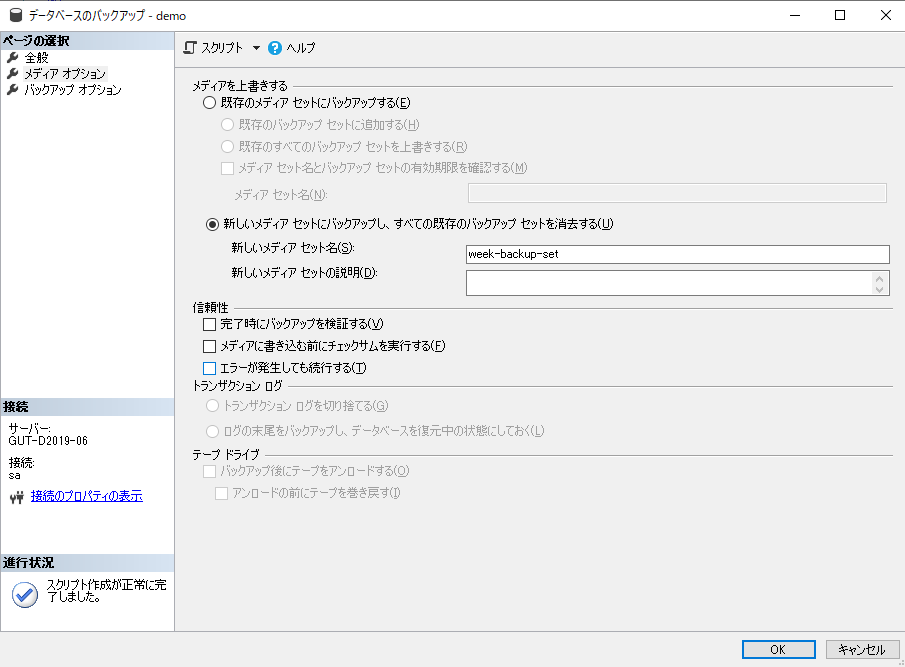 データベースのバックアップ - demo
ページの選択
全般
メディア オプション
バックアップ オプション
スクリプト
ヘルプ
メディアを上書きする
既存のメディア セットにバックアップする(E)
既存のバックアップ セットに追加する(H)
既存のすべてのバックアップ セットを上書きする(R)
メディア セット名とバックアップ セットの有効期限を確認する(M)
メディア セット名(N):
新しいメディア セットにバックアップし、すべての既存のバックアップ セットを消去する(U)
新しいメディア セット名(S):
week-backup-set
新しいメディア セットの説明(D):
信頼性
完了時にバックアップを検証する(V)
メディアに書き込む前にチェックサムを実行する(F)
エラーが発生しても続行する(T)
トランザクション ログ
トランザクション ログを切り捨てる(G)
ログの末尾をバックアップし、データベースを復元中の状態にしておく(L)
テープ ドライブ
バックアップ後にテープをアンロードする(O)
アンロードの前にテープを巻き戻す(I)
接続
サーバー:
GUT-D2019-06
接続:
sa
接続のプロパティの表示
進行状況
スクリプト作成が正常に完
了しました。
OK
キャンセル